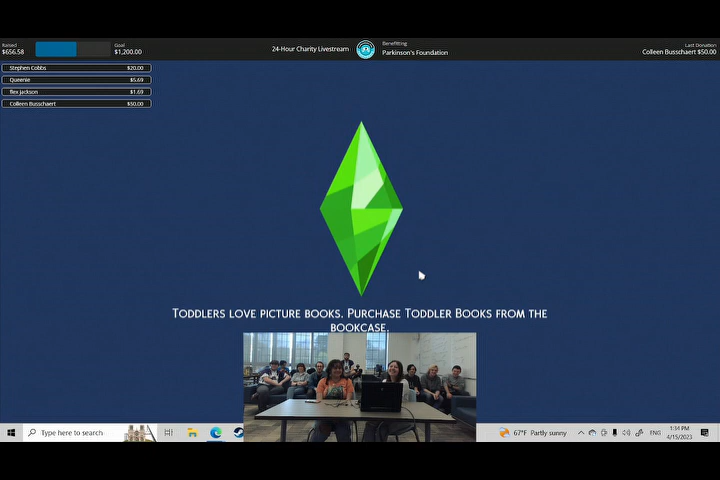 Raised
$656.58
Goal
$1,200.00
24-Hour Charity Livestream
Benefitting
Parkinson's Foundation
Last Donation
Colleen Busschaert $50.00
Stephen Cobbs $20.00
Queenie $5.69
flex jackson $1.69
Colleen Busschaert $50.00
Toddlers love picture books. Purchase Toddler Books from the
bookcase.
Type here to search
67°F Partly sunny
ENG
1:34 PM
4/15/2023